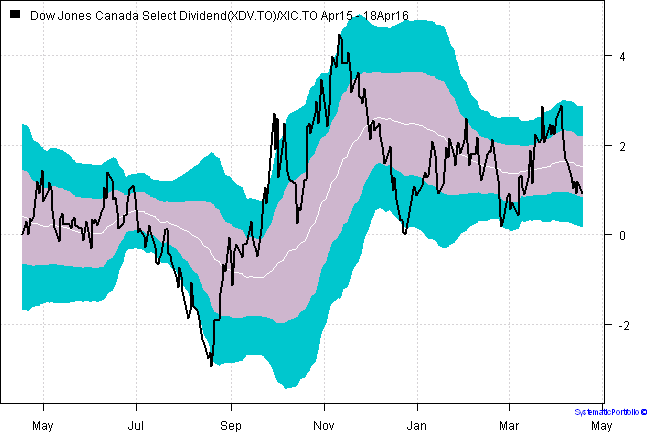 Dow Jones Canada Select Dividend(XDV.TO)/XIC.TO Apr15 - 18Apr16
4
2
0
-2
May Jul Sep Nov Jan Mar May
SystematicPortfolio ©